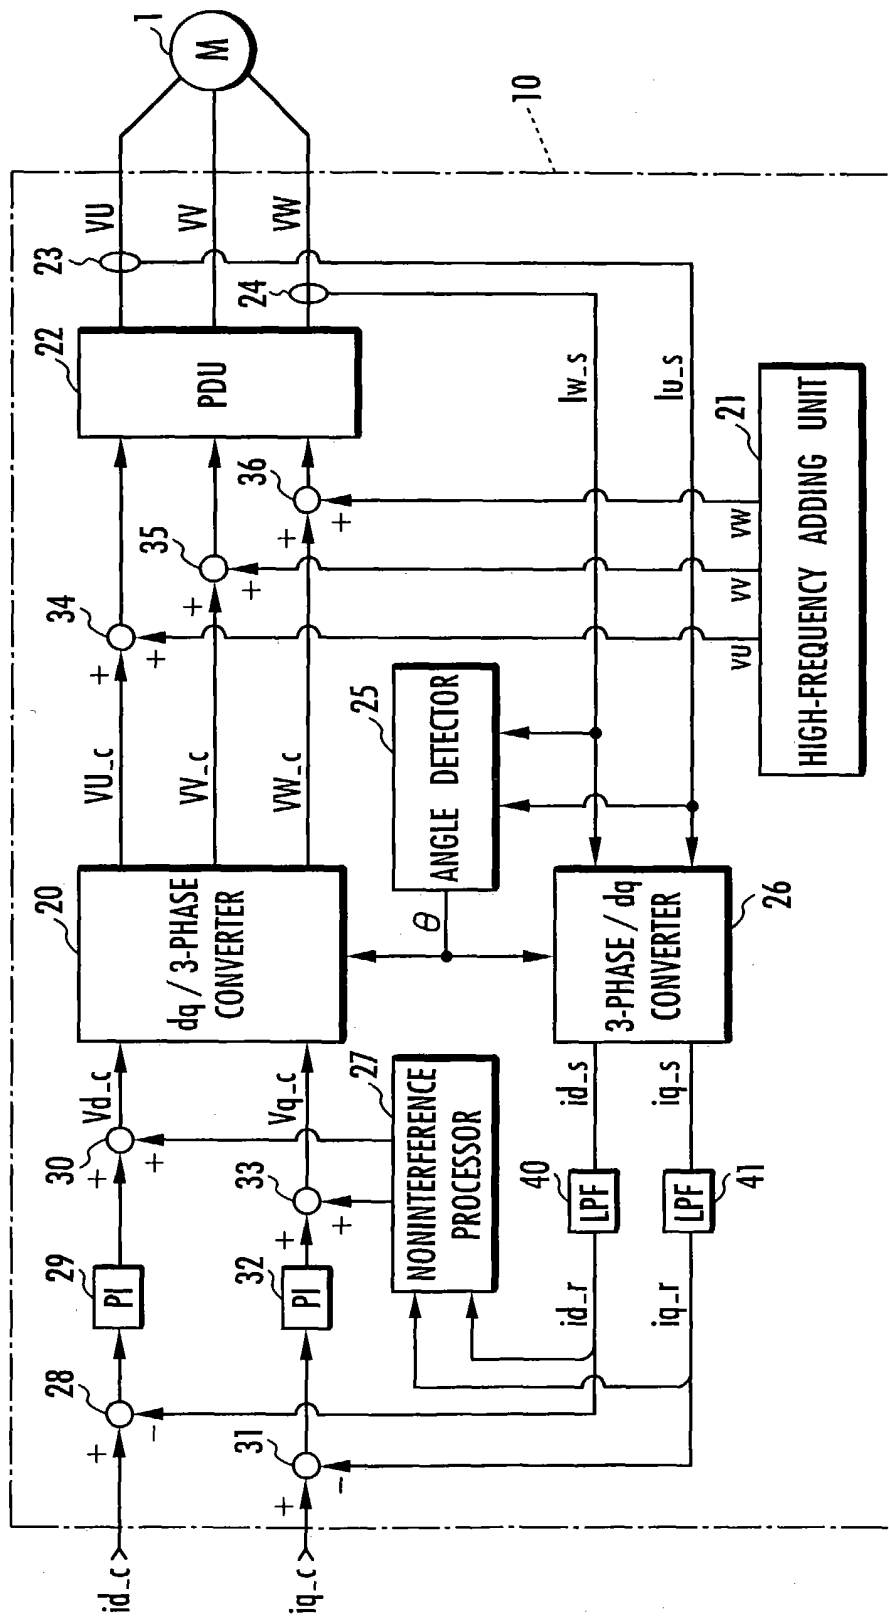 id_c
iq_c
+
28
-
29
PI
+
30
+
Vd_c
+
31
-
32
PI
+
33
+
Vq_c
20
dq / 3-PHASE
CONVERTER
VU_c
VV_c
VW_c
+
34
+
+
35
+
+
36
+
22
PDU
23
24
VU
VV
VW
1
M
10
27
NONINTERFERENCE
PROCESSOR
θ
25
ANGLE DETECTOR
Iw_s
Iu_s
id_r
40
LPF
id_s
iq_r
41
LPF
iq_s
3-PHASE / dq
CONVERTER
26
vu
vv
vw
21
HIGH-FREQUENCY ADDING UNIT